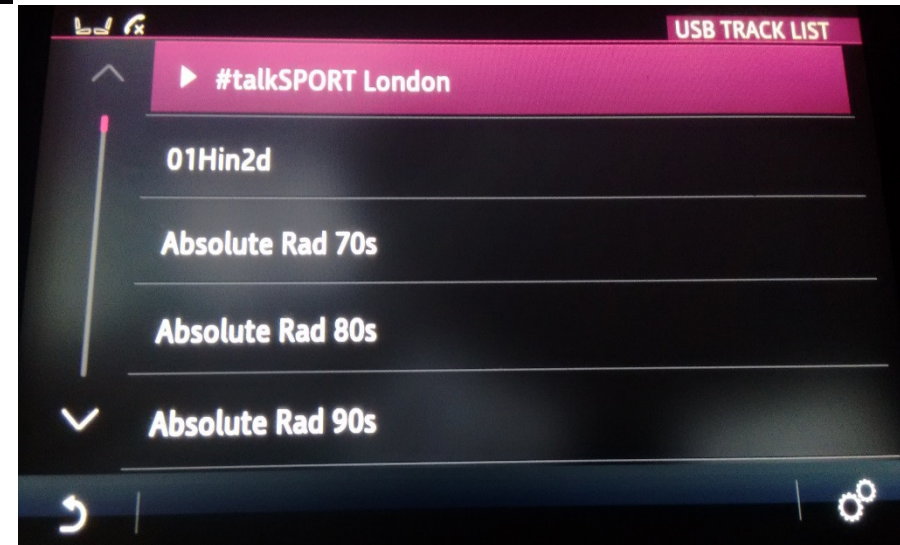 USB TRACK LIST
#talkSPORT London
01Hin2d
Absolute Rad 70s
Absolute Rad 80s
Absolute Rad 90s